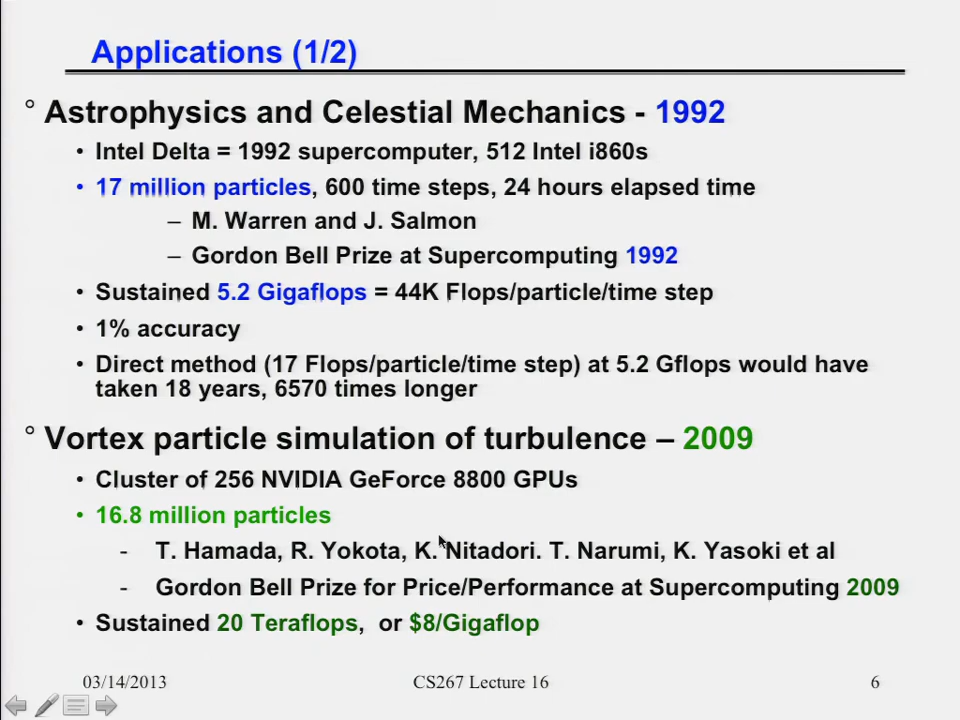 Applications (1/2)
° Astrophysics and Celestial Mechanics - 1992
• Intel Delta = 1992 supercomputer, 512 Intel i860s
• 17 million particles, 600 time steps, 24 hours elapsed time
– M. Warren and J. Salmon
– Gordon Bell Prize at Supercomputing 1992
• Sustained 5.2 Gigaflops = 44K Flops/particle/time step
• 1% accuracy
• Direct method (17 Flops/particle/time step) at 5.2 Gflops would have
taken 18 years, 6570 times longer
° Vortex particle simulation of turbulence – 2009
• Cluster of 256 NVIDIA GeForce 8800 GPUs
• 16.8 million particles
- T. Hamada, R. Yokota, K. Nitadori. T. Narumi, K. Yasoki et al
- Gordon Bell Prize for Price/Performance at Supercomputing 2009
• Sustained 20 Teraflops, or $8/Gigaflop
03/14/2013 CS267 Lecture 16 6